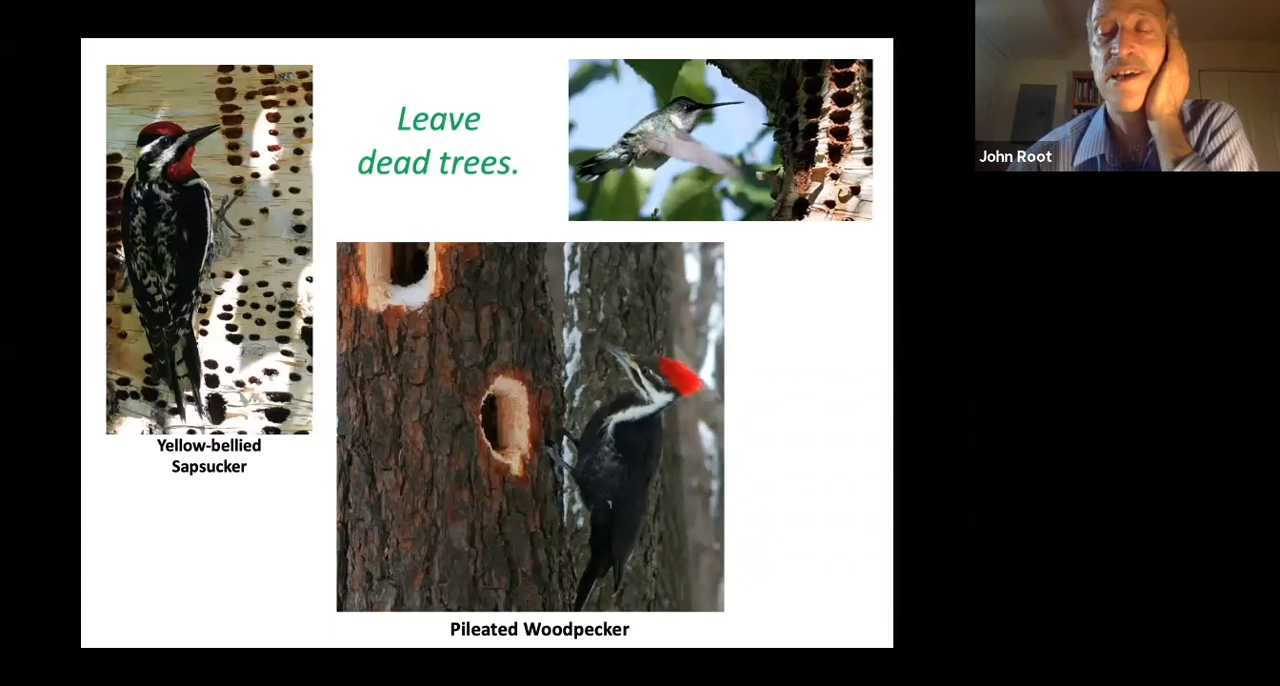 Leave
dead trees.
John Root
Yellow-bellied
Sapsucker
Pileated Woodpecker